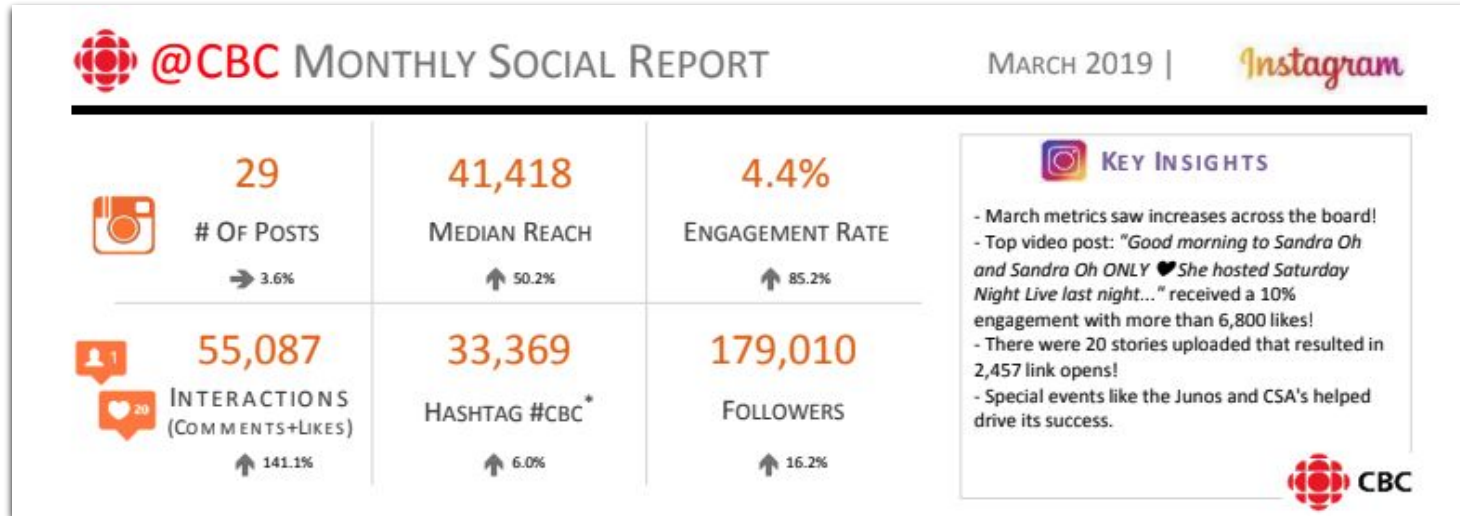 @CBC MONTHLY SOCIAL REPORT
MARCH 2019 |
Instagram
29
# OF POSTS
3.6%
41,418
MEDIAN REACH
50.2%
4.4%
ENGAGEMENT RATE
85.2%
1
20
55,087
INTERACTIONS
(COMMENTS+LIKES)
141.1%
33,369
HASHTAG #CBC*
6.0%
179,010
FOLLOWERS
16.2%
KEY INSIGHTS
- March metrics saw increases across the board!
- Top video post: "Good morning to Sandra Oh
and Sandra Oh ONLY ♥ She hosted Saturday
Night Live last night..." received a 10%
engagement with more than 6,800 likes!
- There were 20 stories uploaded that resulted in
2,457 link opens!
- Special events like the Junos and CSA's helped
drive its success.
CBC